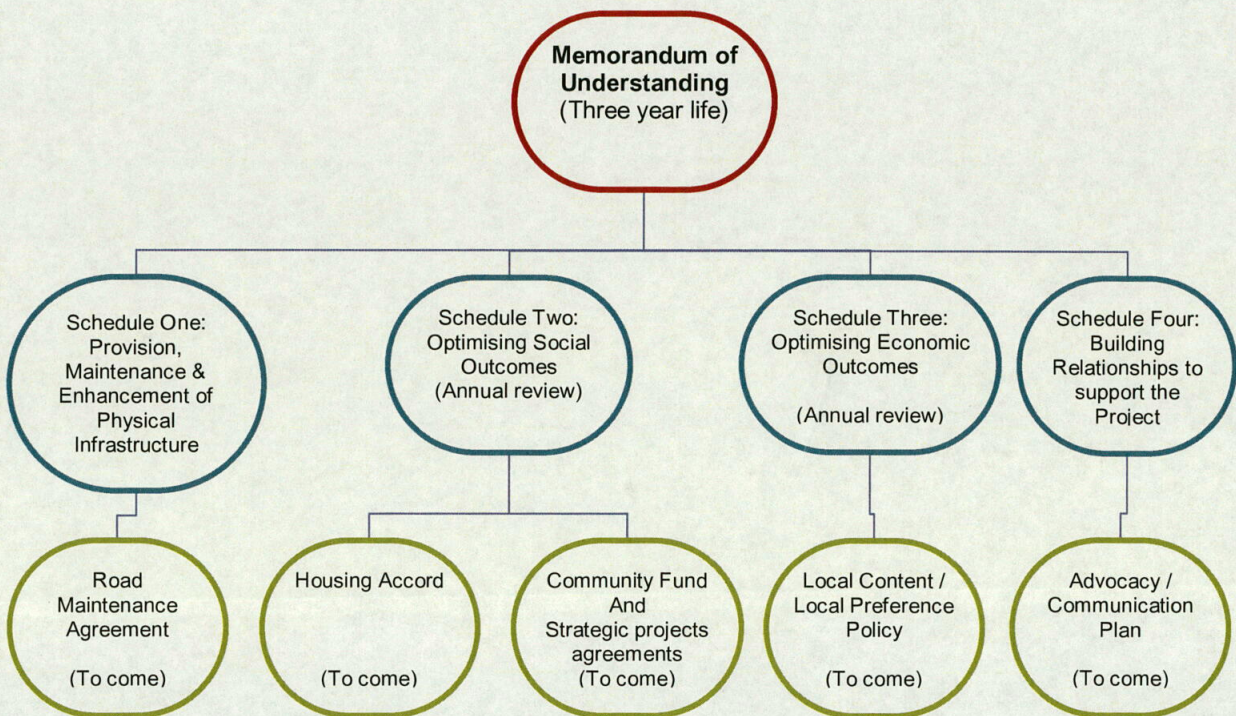 Memorandum of
Understanding
(Three year life)
Schedule One:
Provision,
Maintenance &
Enhancement of
Physical
Infrastructure
Schedule Two:
Optimising Social
Outcomes
(Annual review)
Schedule Three:
Optimising Economic
Outcomes
(Annual review)
Schedule Four:
Building
Relationships to
support the
Project
Road
Maintenance
Agreement
(To come)
Housing Accord
(To come)
Community Fund
And
Strategic projects
agreements
(To come)
Local Content /
Local Preference
Policy
(To come)
Advocacy /
Communication
Plan
(To come)